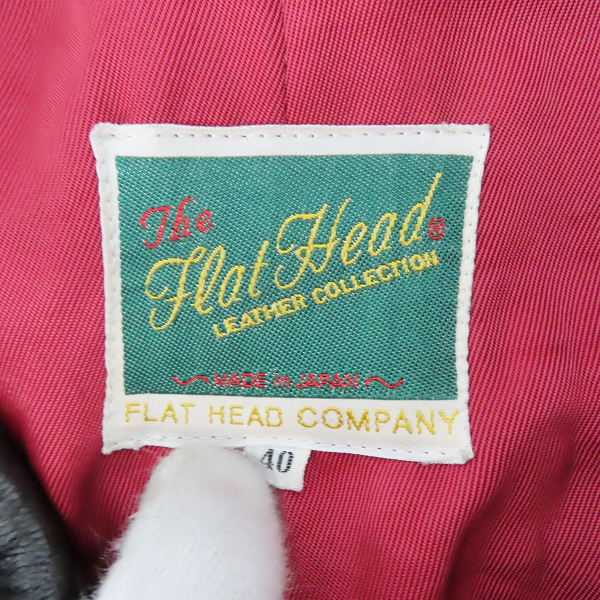 The
Flat Head®
LEATHER COLLECTION
MADE in JAPAN
FLAT HEAD COMPANY
40